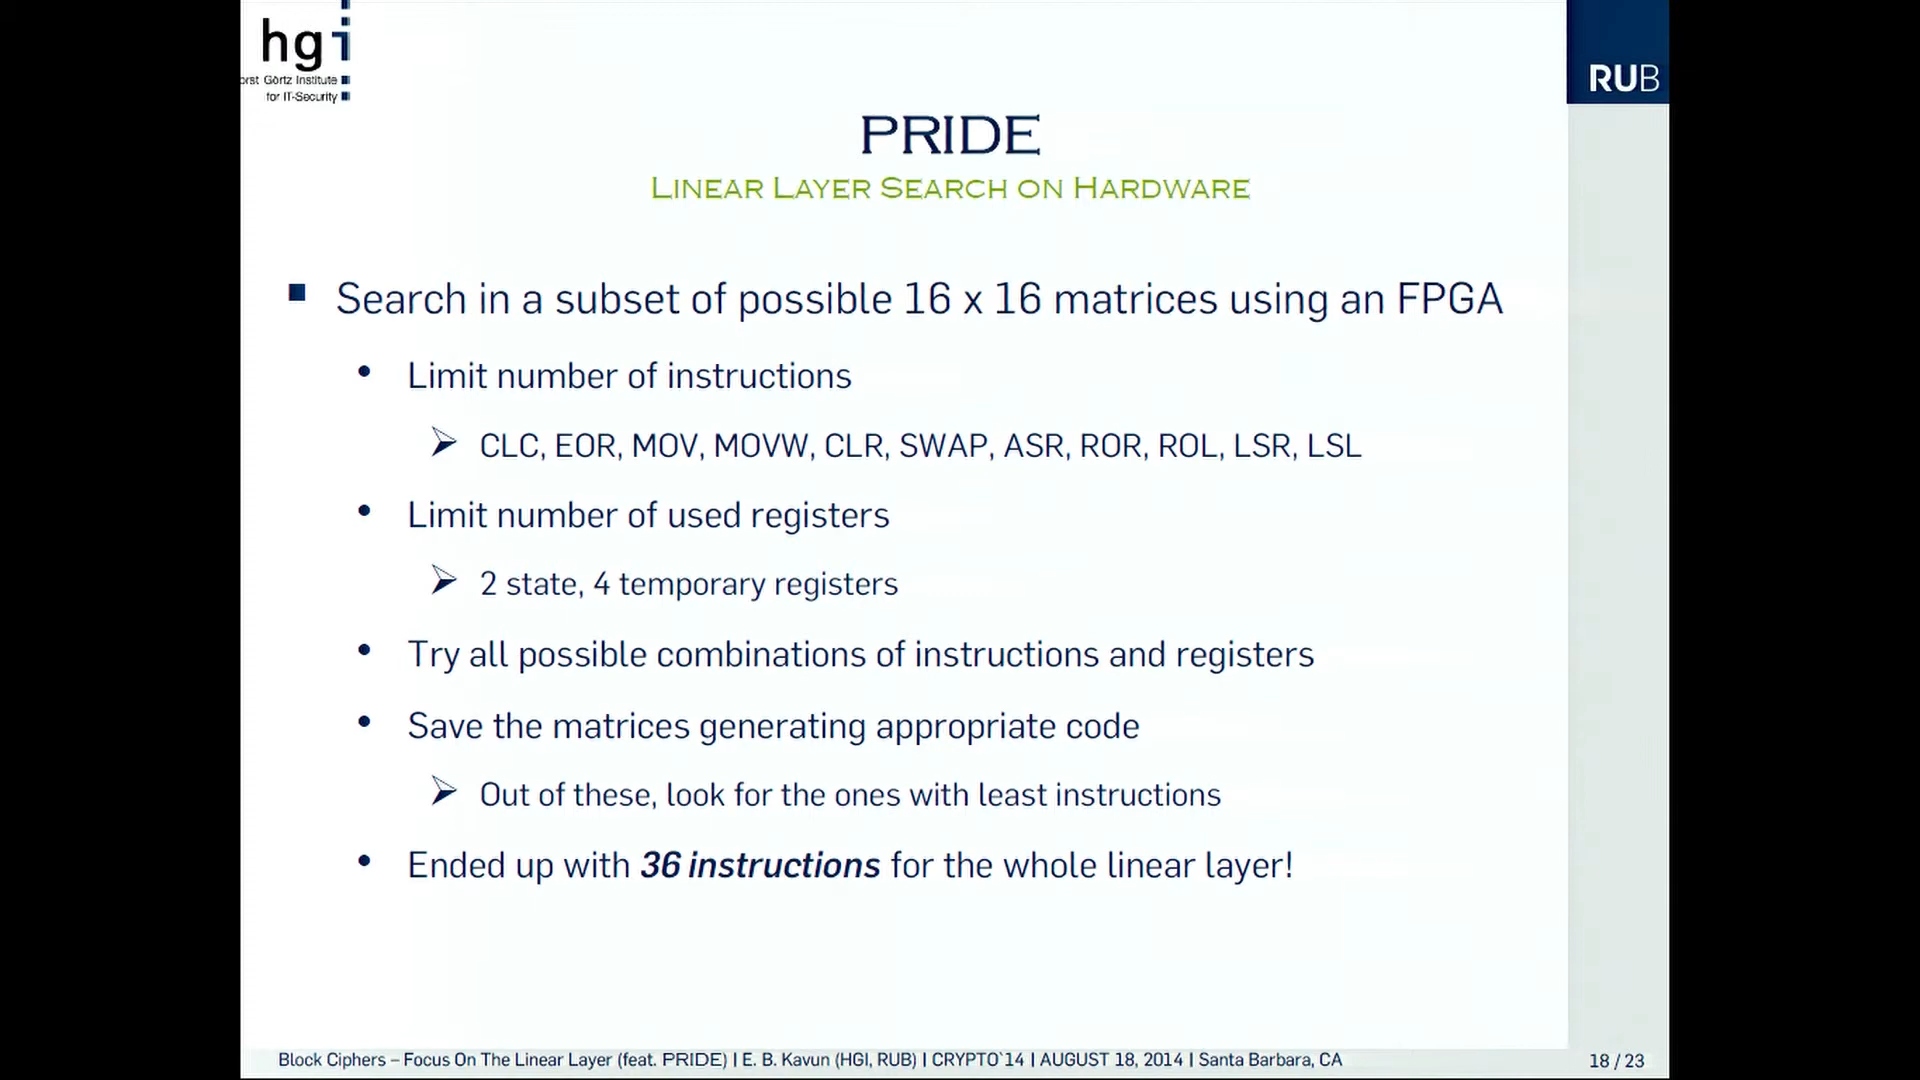 hgi
RUB
orst Görtz Institute
for IT-Security
PRIDE
LINEAR LAYER SEARCH ON HARDWARE
Search in a subset of possible 16 x 16 matrices using an FPGA
Limit number of instructions
CLC, EOR, MOV, MOVW, CLR, SWAP, ASR, ROR, ROL, LSR, LSL
Limit number of used registers
2 state, 4 temporary registers
Try all possible combinations of instructions and registers
Save the matrices generating appropriate code
Out of these, look for the ones with least instructions
Ended up with 36 instructions for the whole linear layer!
Block Ciphers – Focus On The Linear Layer (feat. PRIDE) | E. B. Kavun (HGI, RUB) | CRYPTO`14 | AUGUST 18, 2014 | Santa Barbara, CA
18 / 23